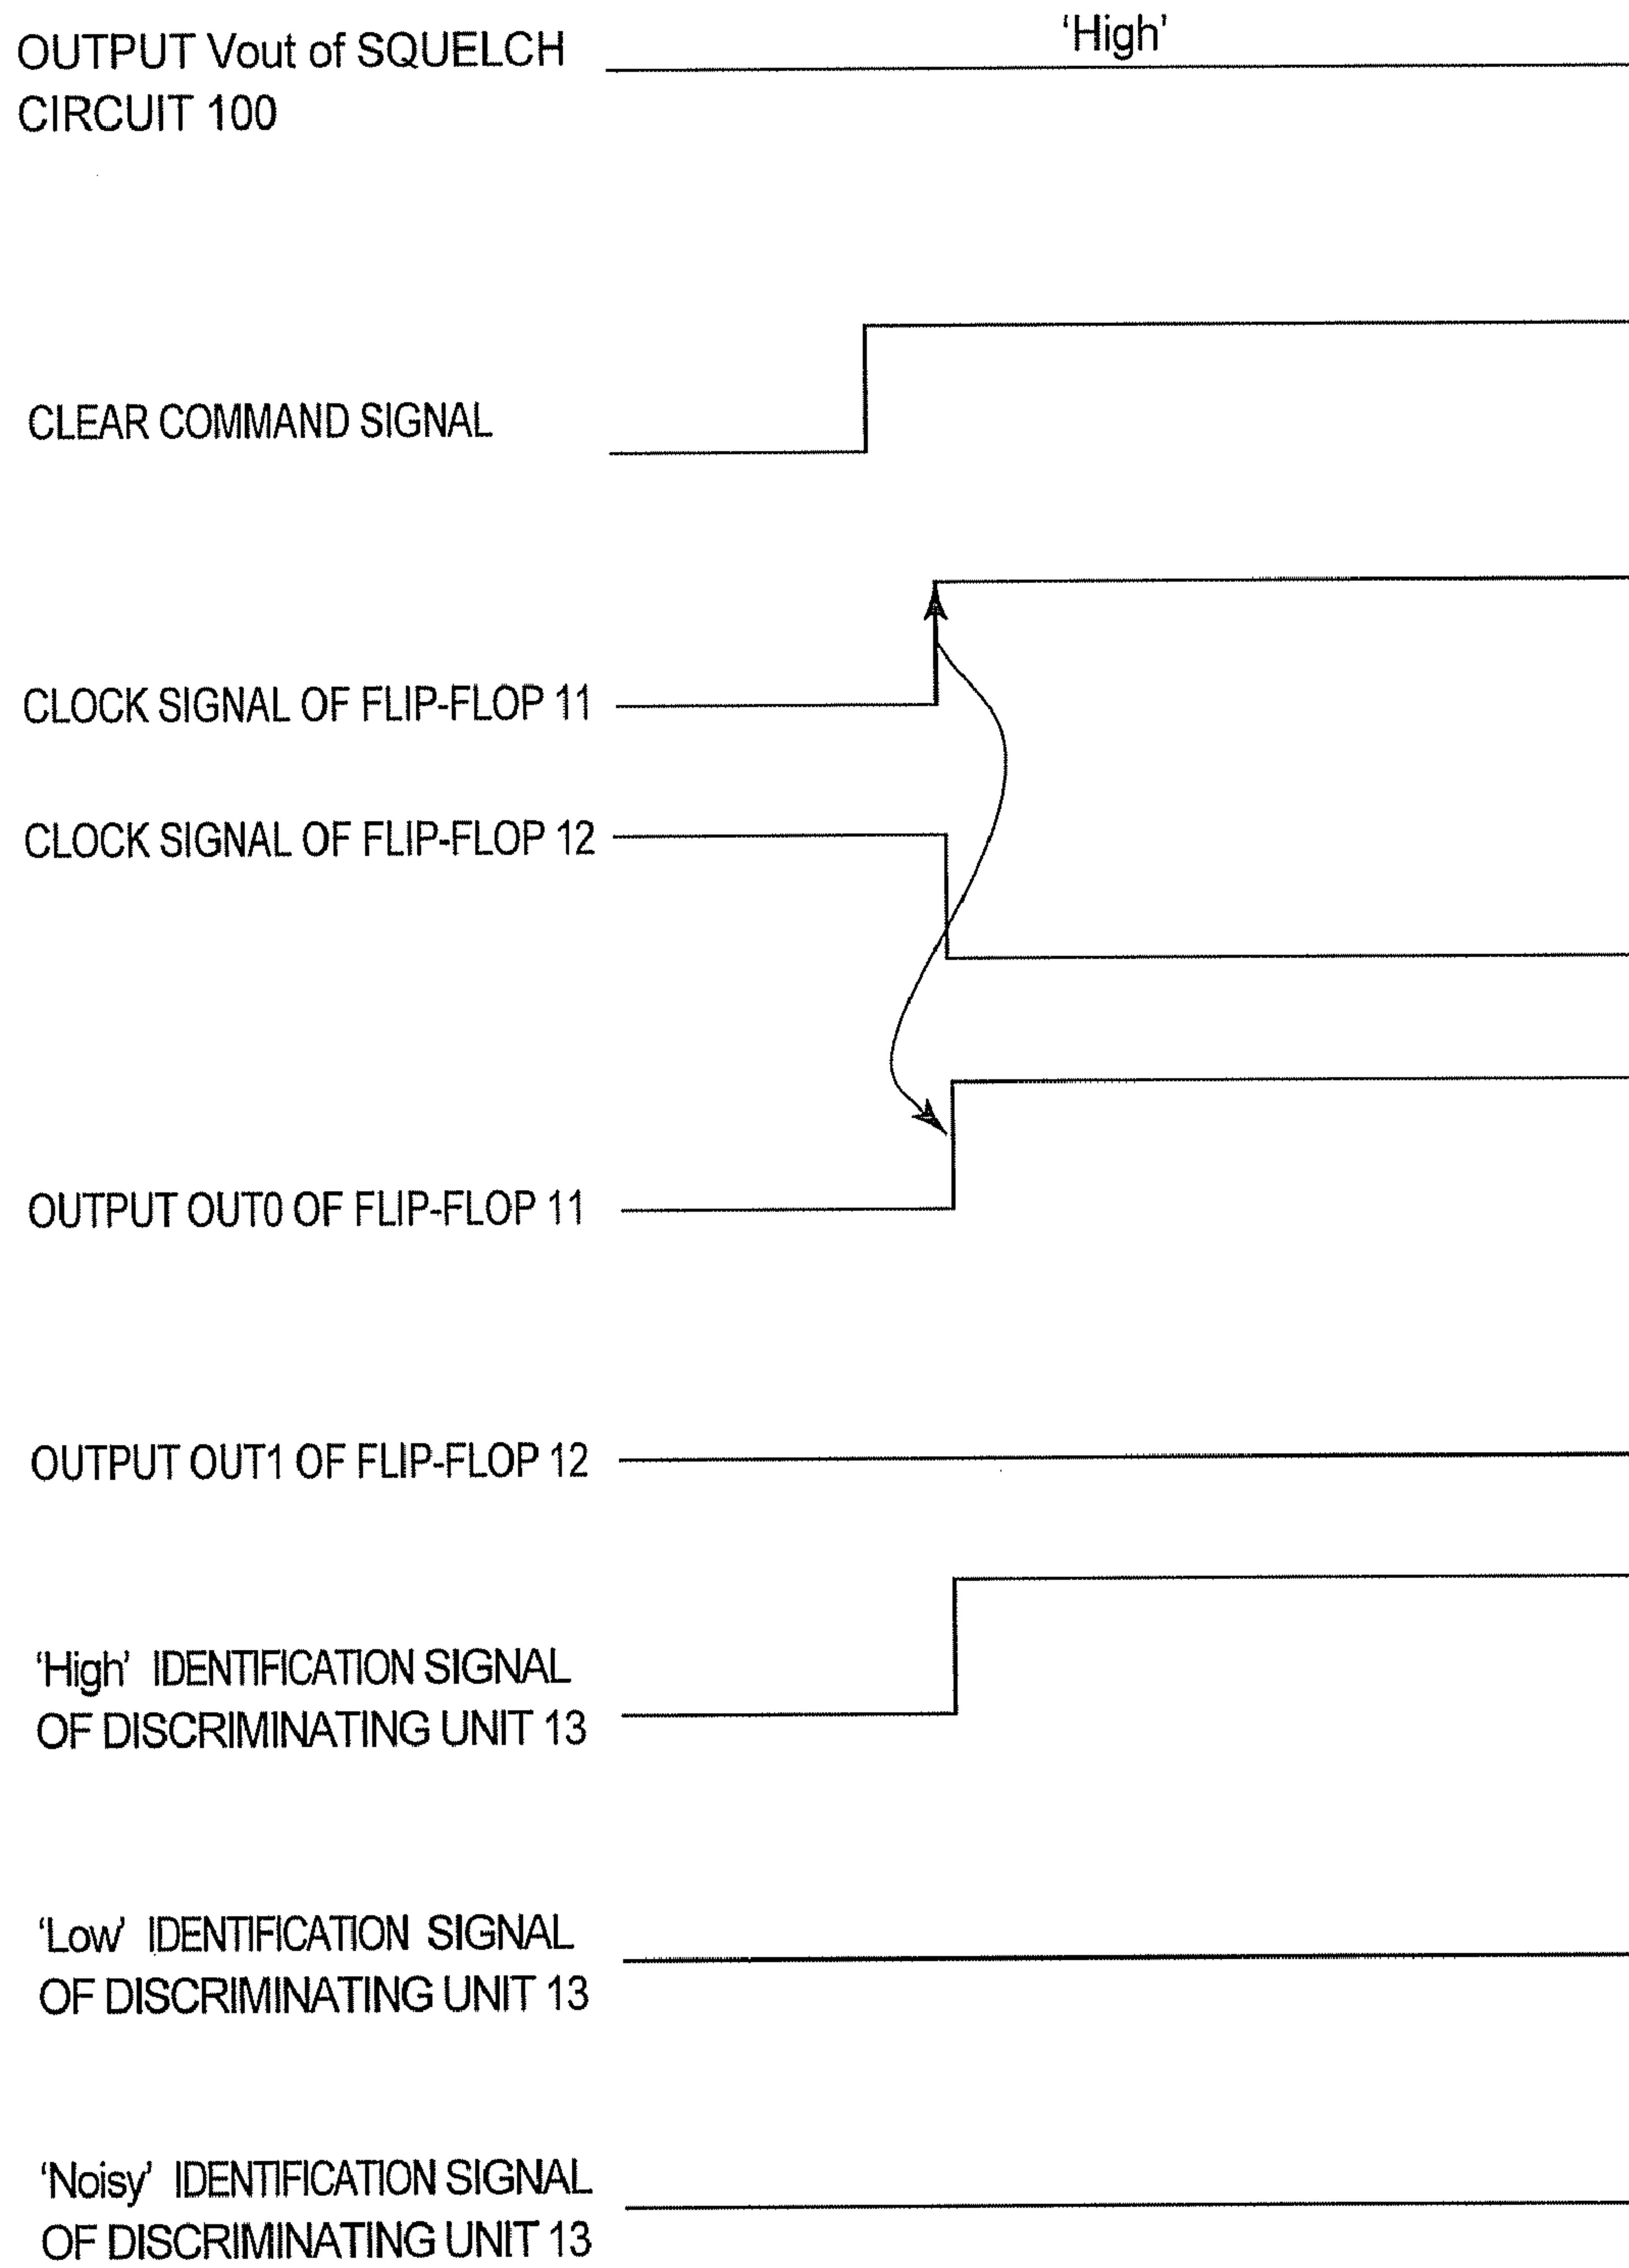 OUTPUT Vout of SQUELCH
CIRCUIT 100
'High'
CLEAR COMMAND SIGNAL
CLOCK SIGNAL OF FLIP-FLOP 11
CLOCK SIGNAL OF FLIP-FLOP 12
OUTPUT OUT0 OF FLIP-FLOP 11
OUTPUT OUT1 OF FLIP-FLOP 12
'High' IDENTIFICATION SIGNAL
OF DISCRIMINATING UNIT 13
'Low' IDENTIFICATION SIGNAL
OF DISCRIMINATING UNIT 13
'Noisy' IDENTIFICATION SIGNAL
OF DISCRIMINATING UNIT 13